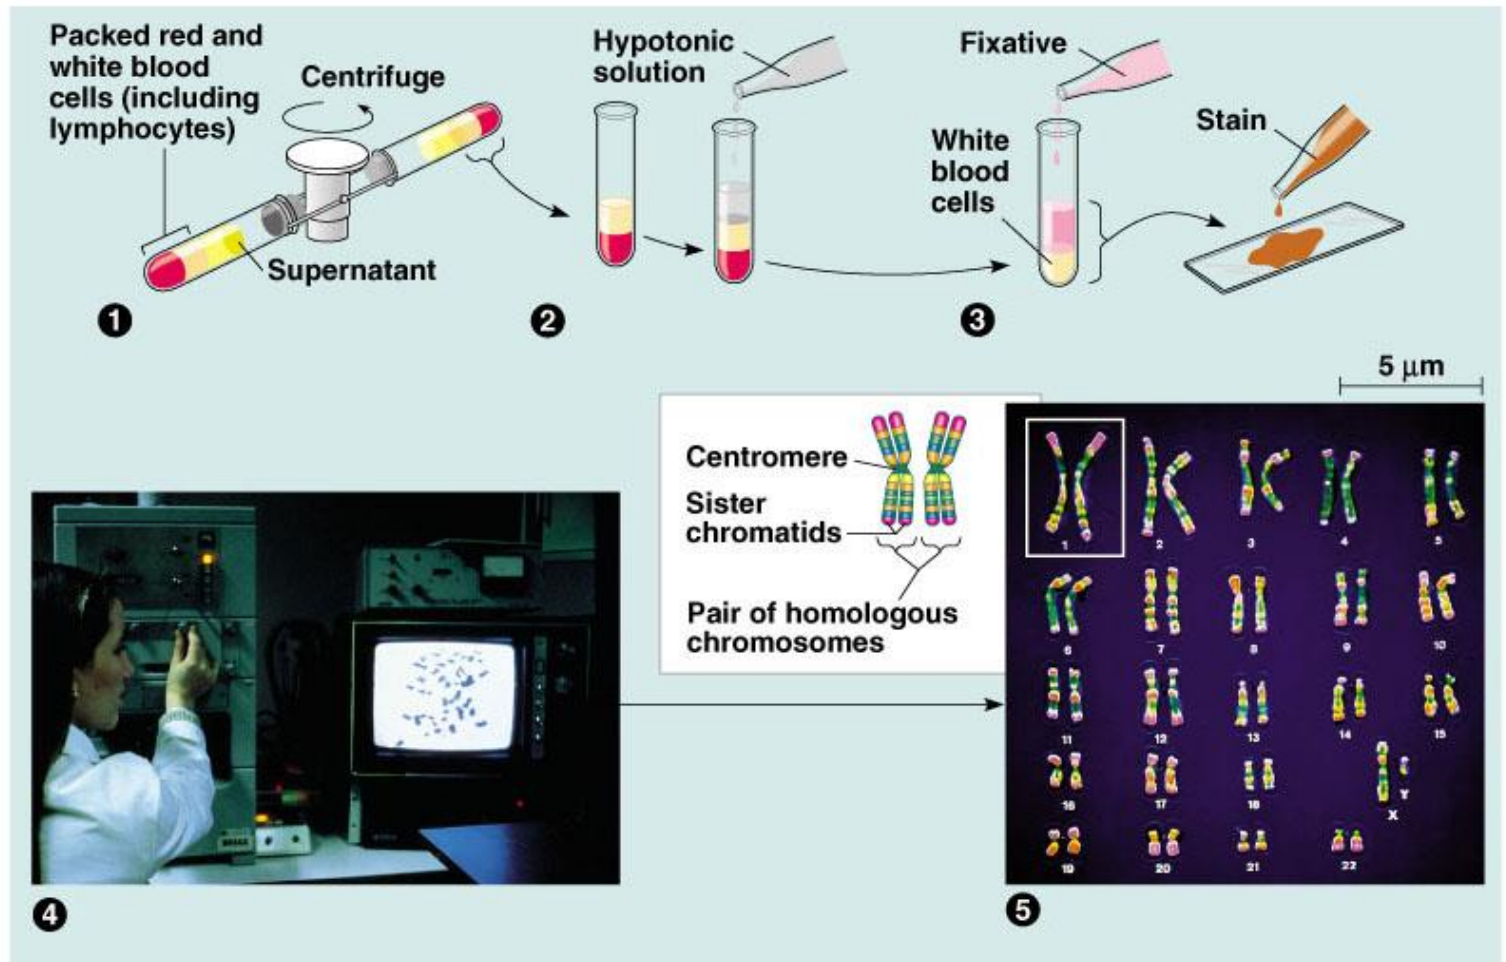 Packed red and
white blood
cells (including
lymphocytes)
Centrifuge
Supernatant
1
Hypotonic
solution
2
Fixative
White
blood
cells
Stain
3
5 μm
Centromere
Sister
chromatids
Pair of homologous
chromosomes
4
1 2 3 4 5
6 7 8 9 10
11 12 13 14 15
16 17 18 X Y
19 20 21 22
5